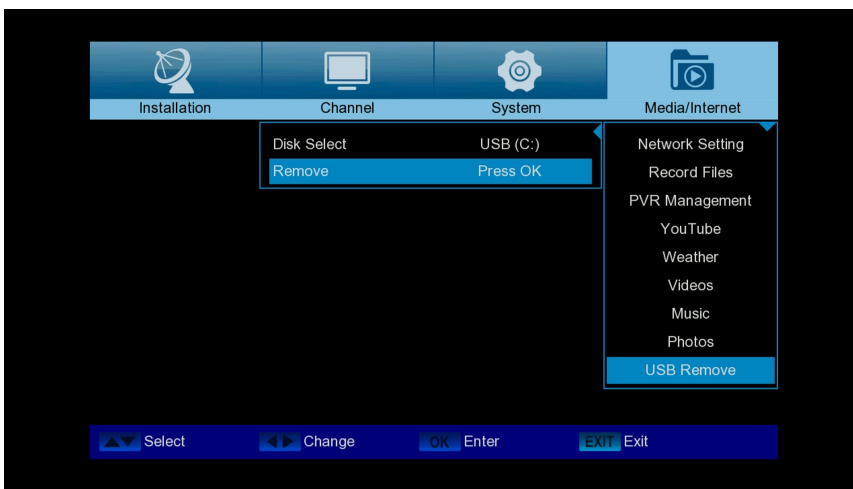 Installation Channel System Media/Internet
Disk Select USB (C:)
Remove Press OK
Network Setting
Record Files
PVR Management
YouTube
Weather
Videos
Music
Photos
USB Remove
Select Change OK Enter EXIT Exit